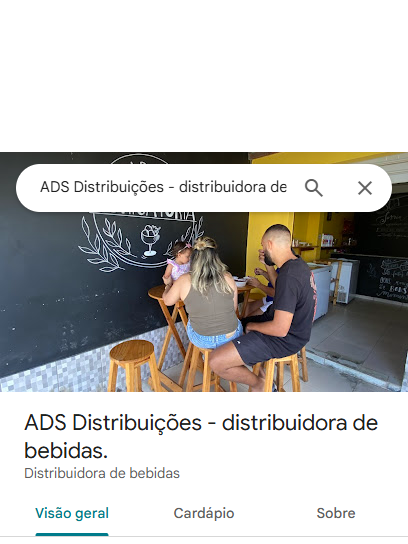 ADS Distribuições - distribuidora de
ADS Distribuições - distribuidora de
bebidas.
Distribuidora de bebidas
Visão geral
Cardápio
Sobre